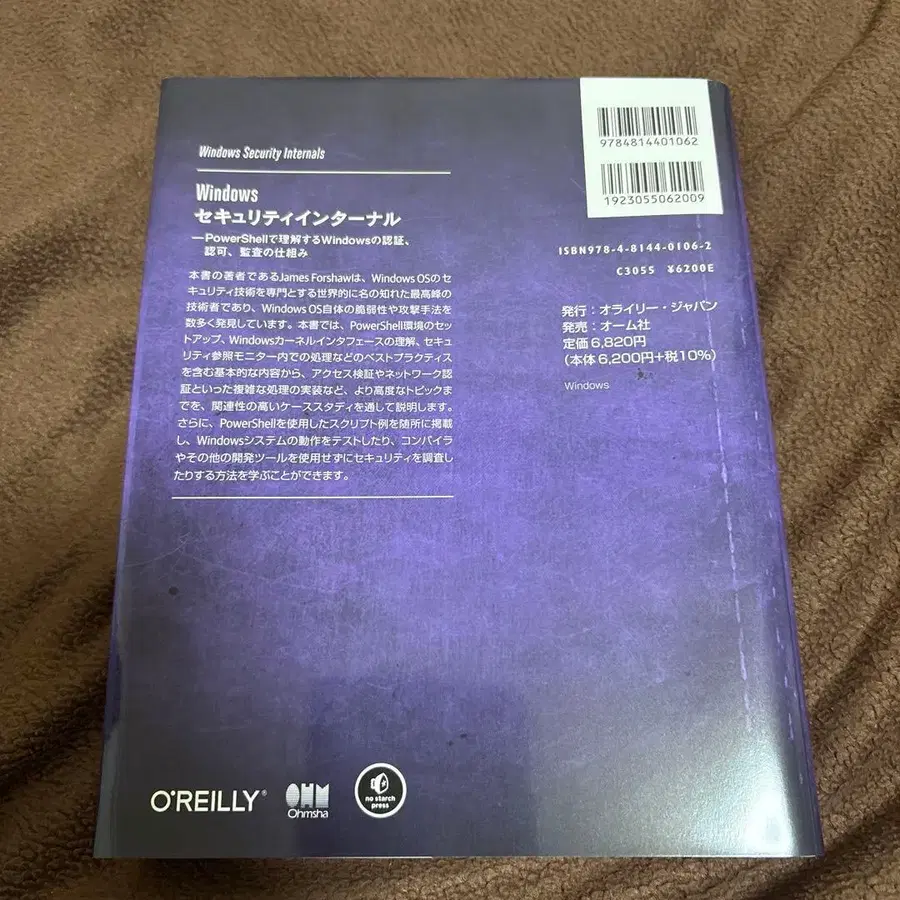 Windows Security Internals
Windows
セキュリティインターナル
―PowerShellで理解するWindowsの認証、
認可、監査の仕組み
本書の著者であるJames Forshawは、Windows OSのセ
キュリティ技術を専門とする世界的に名の知れた最高峰の
技術者であり、Windows OS自体の脆弱性や攻撃手法を
数多く発見しています。本書では、PowerShell環境のセッ
トアップ、Windowsカーネルインタフェースの理解、セキュ
リティ参照モニター内での処理などのベストプラクティス
を含む基本的な内容から、アクセス検証やネットワーク認
証といった複雑な処理の実装など、より高度なトピックま
でを、関連性の高いケーススタディを通して説明します。
さらに、PowerShellを使用したスクリプト例を随所に掲載
し、Windowsシステムの動作をテストしたり、コンパイラ
やその他の開発ツールを使用せずにセキュリティを調査し
たりする方法を学ぶことができます。
9784814401062
1923055062009
ISBN978-4-8144-0106-2
C3055 ¥6200E
発行：オライリー・ジャパン
発売：オーム社
定価6,820円
（本体6,200円+税10%）
Windows
O'REILLY®
OHM
Ohmsha
no starch
press